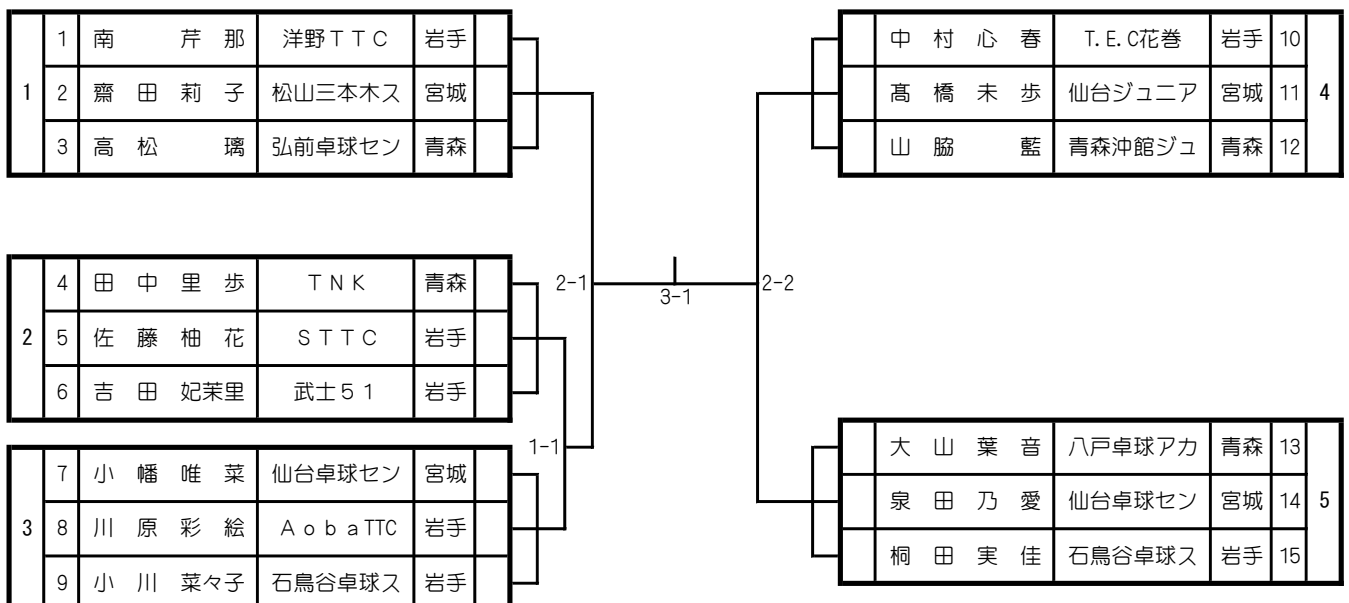 1 南 芹 那 洋野TTC 岩手
1 2 齋 田 莉 子 松山三本木ス 宮城
3 高 松 璃 弘前卓球セン 青森
中 村 心 春 T.E.C花巻 岩手 10
髙 橋 未 歩 仙台ジュニア 宮城 11 4
山 脇 藍 青森沖館ジュ 青森 12
4 田 中 里 歩 TNK 青森
2 5 佐 藤 柚 花 STTC 岩手
6 吉 田 妃茉里 武士51 岩手
2-1
3-1
2-2
1-1
7 小 幡 唯 菜 仙台卓球セン 宮城
3 8 川 原 彩 絵 AobaTTC 岩手
9 小 川 菜々子 石鳥谷卓球ス 岩手
大 山 葉 音 八戸卓球アカ 青森 13
泉 田 乃 愛 仙台卓球セン 宮城 14 5
桐 田 実 佳 石鳥谷卓球ス 岩手 15